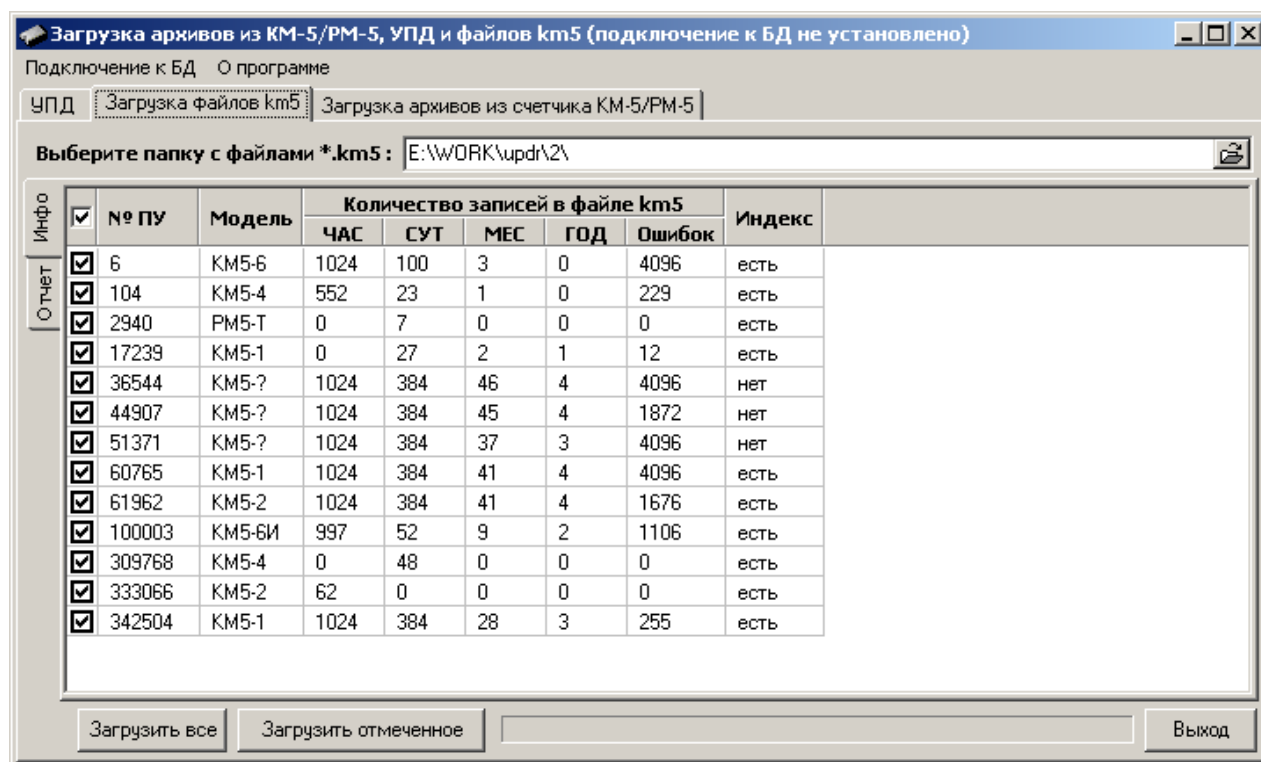 Загрузка архивов из КМ-5/РМ-5, УПД и файлов km5 (подключение к БД не установлено)
Подключение к БД О программе
УПД Загрузка файлов km5 Загрузка архивов из счетчика КМ-5/РМ-5
Выберите папку с файлами *.km5 : E:\WORK\updr\2\
Инфо
Отчет
№ ПУ Модель Количество записей в файле km5 Индекс
ЧАС СУТ МЕС ГОД Ошибок
6 КМ5-6 1024 100 3 0 4096 есть
104 КМ5-4 552 23 1 0 229 есть
2940 РМ5-Т 0 7 0 0 0 есть
17239 КМ5-1 0 27 2 1 12 есть
36544 КМ5-? 1024 384 46 4 4096 нет
44907 КМ5-? 1024 384 45 4 1872 нет
51371 КМ5-? 1024 384 37 3 4096 нет
60765 КМ5-1 1024 384 41 4 4096 есть
61962 КМ5-2 1024 384 41 4 1676 есть
100003 КМ5-6И 997 52 9 2 1106 есть
309768 КМ5-4 0 48 0 0 0 есть
333066 КМ5-2 62 0 0 0 0 есть
342504 КМ5-1 1024 384 28 3 255 есть
Загрузить все Загрузить отмеченное Выход